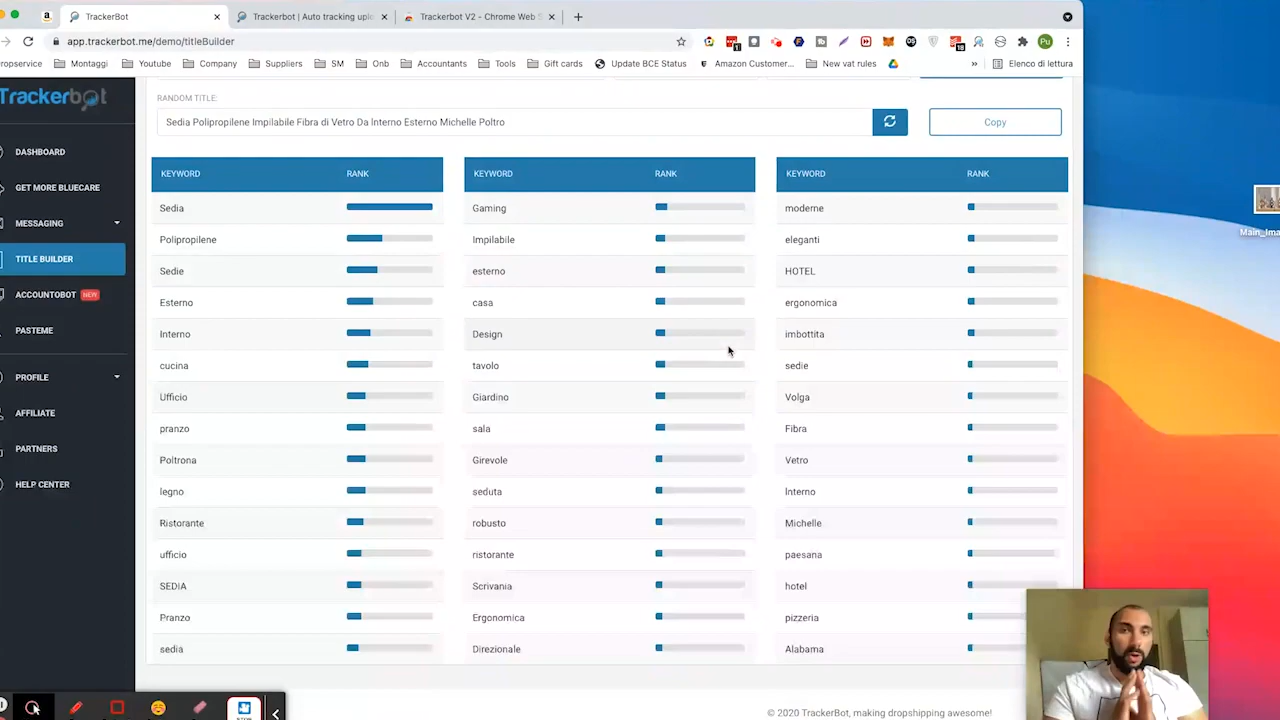 TrackerBot
Trackerbot | Auto tracking uplo
Trackerbot V2 - Chrome Web S
app.trackerbot.me/demo/titleBuilder
ropservice
Montaggi
Youtube
Company
Suppliers
SM
Onb
Accountants
Tools
Gift cards
Update BCE Status
Amazon Customer...
New vat rules
»
Elenco di lettura
Trackerbot
DASHBOARD
GET MORE BLUECARE
MESSAGING
TITLE BUILDER
ACCOUNTOBOT NEW
PASTEME
PROFILE
AFFILIATE
PARTNERS
HELP CENTER
RANDOM TITLE:
Sedia Polipropilene Impilabile Fibra di Vetro Da Interno Esterno Michelle Poltro
Copy
KEYWORD RANK KEYWORD RANK KEYWORD RANK
Sedia Gaming moderne
Polipropilene Impilabile eleganti
Sedie esterno HOTEL
Esterno casa ergonomica
Interno Design imbottita
cucina tavolo sedie
Ufficio Giardino Volga
pranzo sala Fibra
Poltrona Girevole Vetro
legno seduta Interno
Ristorante robusto Michelle
ufficio ristorante paesana
SEDIA Scrivania hotel
Pranzo Ergonomica pizzeria
sedia Direzionale Alabama
© 2020 TrackerBot, making dropshipping awesome!
Main_ima